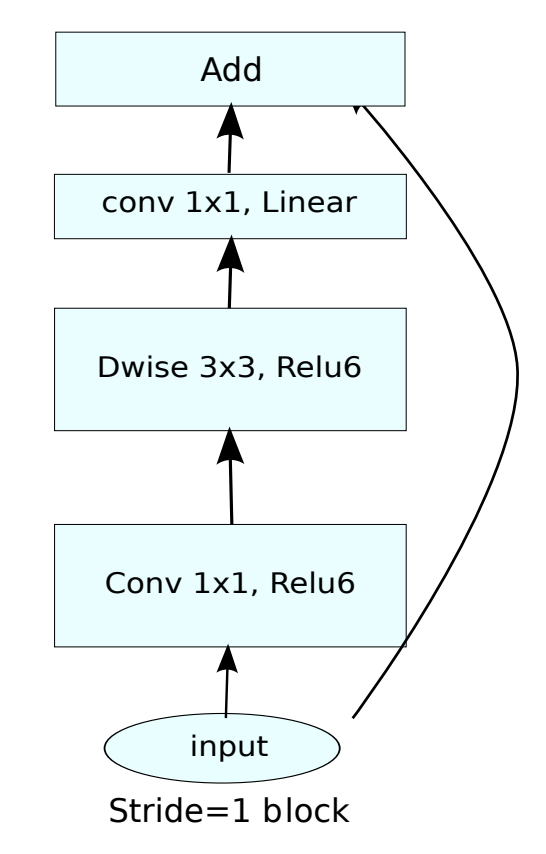 Add
conv 1x1, Linear
Dwise 3x3, Relu6
Conv 1x1, Relu6
input
Stride=1 block